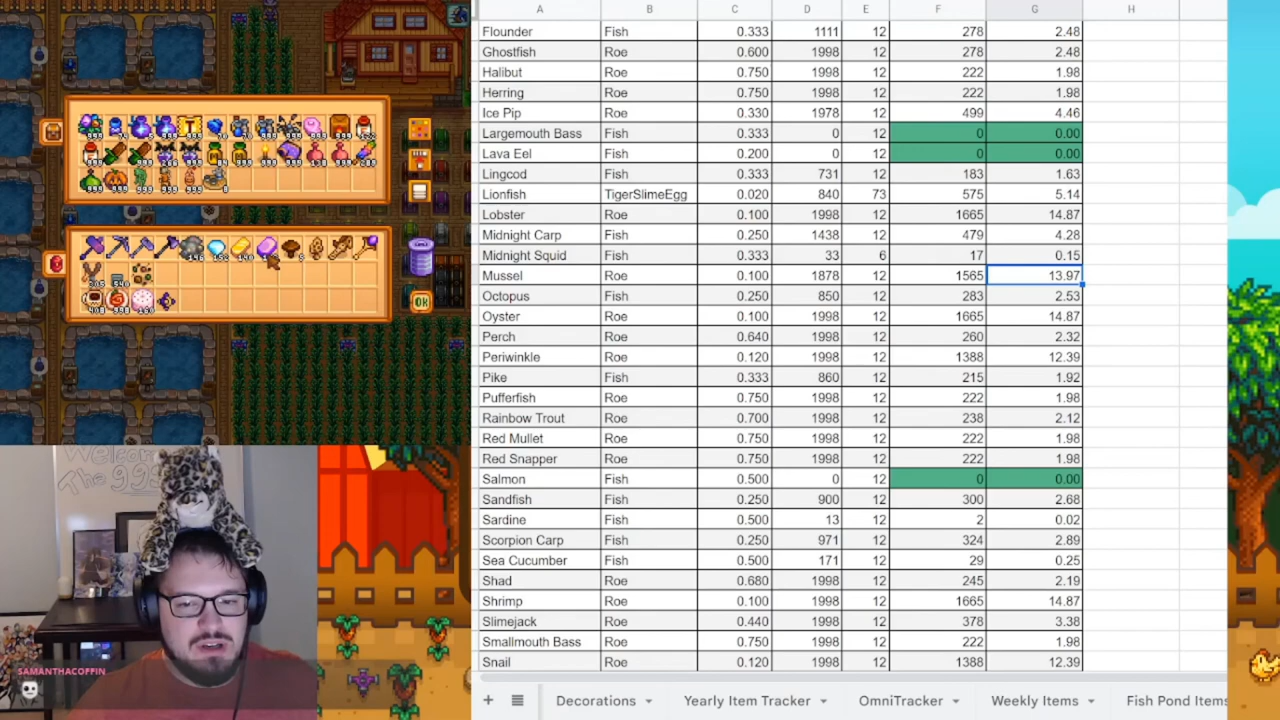 A B C D E F G H
Flounder Fish 0.333 1111 12 278 2.48
Ghostfish Roe 0.600 1998 12 278 2.48
Halibut Roe 0.750 1998 12 222 1.98
Herring Roe 0.750 1998 12 222 1.98
Ice Pip Roe 0.330 1978 12 499 4.46
Largemouth Bass Fish 0.333 0 12 0 0.00
Lava Eel Fish 0.200 0 12 0 0.00
Lingcod Fish 0.333 731 12 183 1.63
Lionfish TigerSlimeEgg 0.020 840 73 575 5.14
Lobster Roe 0.100 1998 12 1665 14.87
Midnight Carp Fish 0.250 1438 12 479 4.28
Midnight Squid Fish 0.333 33 6 17 0.15
Mussel Roe 0.100 1878 12 1565 13.97
Octopus Fish 0.250 850 12 283 2.53
Oyster Roe 0.100 1998 12 1665 14.87
Perch Roe 0.640 1998 12 260 2.32
Periwinkle Roe 0.120 1998 12 1388 12.39
Pike Fish 0.333 860 12 215 1.92
Pufferfish Roe 0.750 1998 12 222 1.98
Rainbow Trout Roe 0.700 1998 12 238 2.12
Red Mullet Roe 0.750 1998 12 222 1.98
Red Snapper Roe 0.750 1998 12 222 1.98
Salmon Fish 0.500 0 12 0 0.00
Sandfish Fish 0.250 900 12 300 2.68
Sardine Fish 0.500 13 12 2 0.02
Scorpion Carp Fish 0.250 971 12 324 2.89
Sea Cucumber Fish 0.500 171 12 29 0.25
Shad Roe 0.680 1998 12 245 2.19
Shrimp Roe 0.100 1998 12 1665 14.87
Slimejack Roe 0.440 1998 12 378 3.38
Smallmouth Bass Roe 0.750 1998 12 222 1.98
Snail Roe 0.120 1998 12 1388 12.39
+ Decorations Yearly Item Tracker OmniTracker Weekly Items Fish Pond Items
146 152 140
5
305 540
408 998 150
OK
Welcome
The 999
SAMANTHACOFFIN